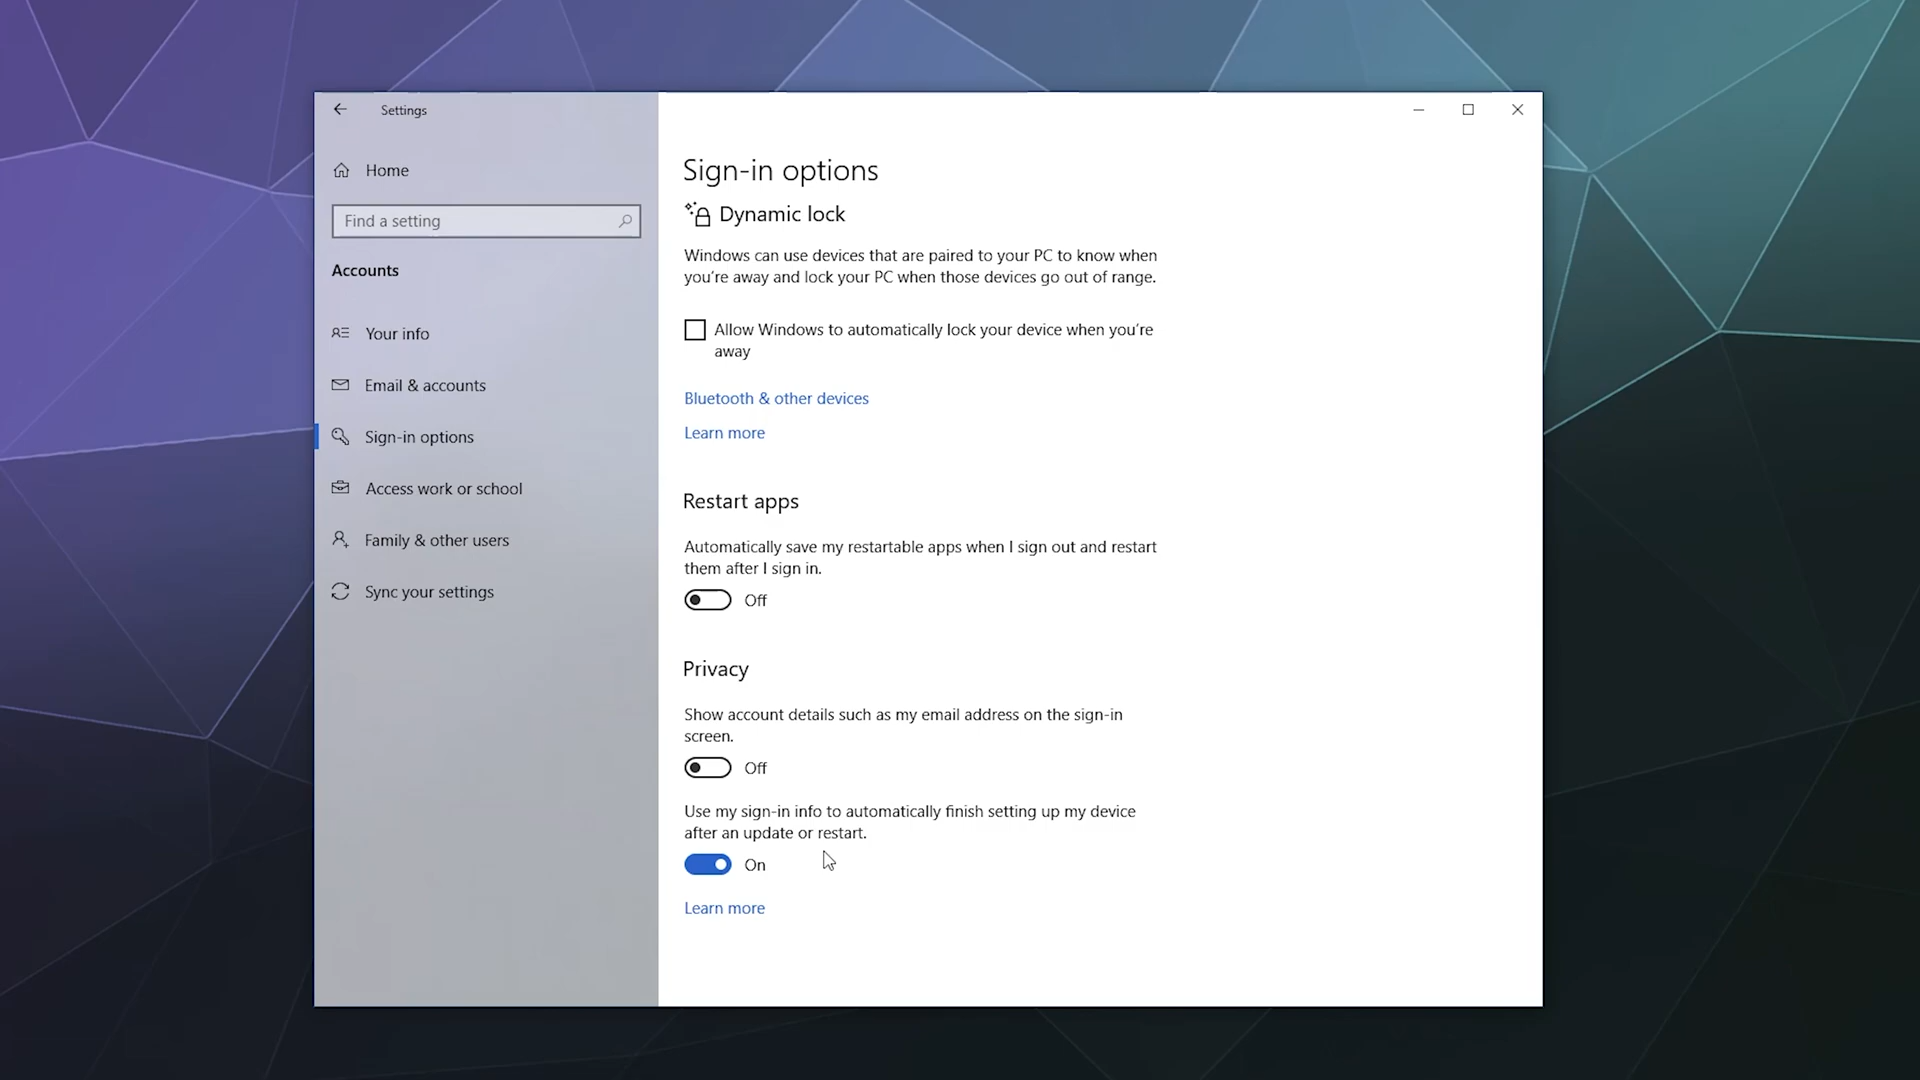 Settings
Home
Find a setting
Accounts
Your info
Email & accounts
Sign-in options
Access work or school
Family & other users
Sync your settings
Sign-in options
Dynamic lock
Windows can use devices that are paired to your PC to know when
you're away and lock your PC when those devices go out of range.
Allow Windows to automatically lock your device when you're
away
Bluetooth & other devices
Learn more
Restart apps
Automatically save my restartable apps when I sign out and restart
them after I sign in.
Off
Privacy
Show account details such as my email address on the sign-in
screen.
Off
Use my sign-in info to automatically finish setting up my device
after an update or restart.
On
Learn more